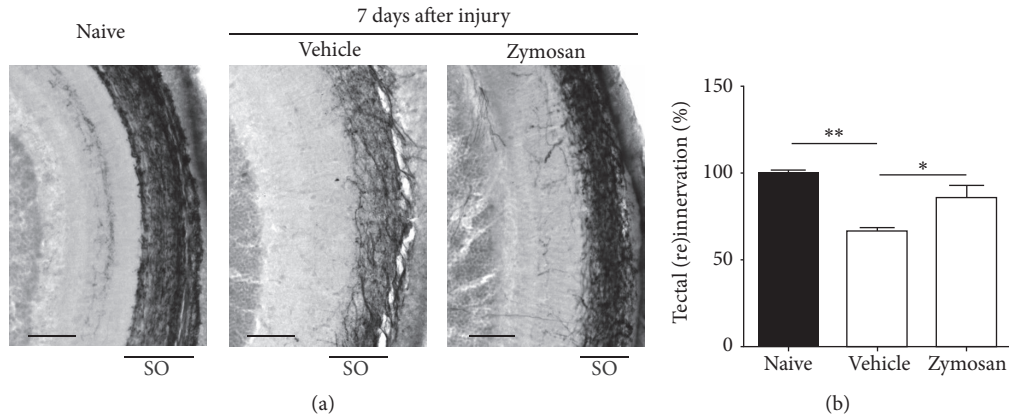 7 days after injury
Naive
Vehicle
Zymosan
SO
SO
SO
(a)
Tectal (re)innervation (%)
150
100
50
0
**
*
Naive
Vehicle
Zymosan
(b)